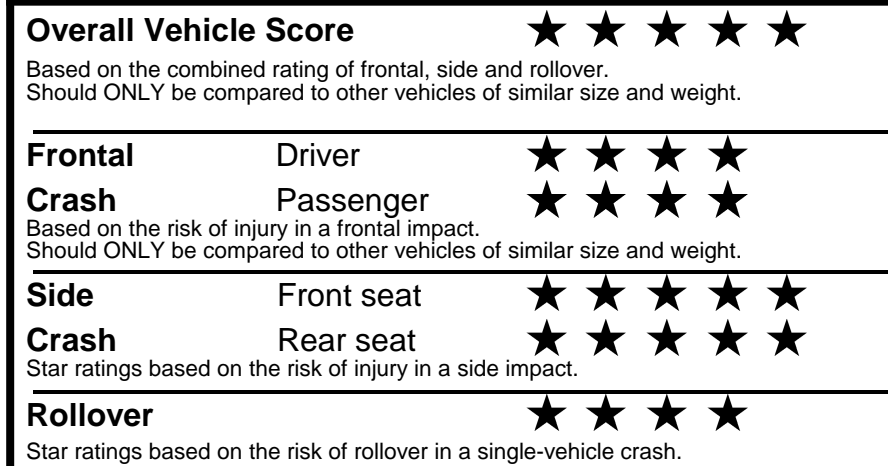 Overall Vehicle Score ★ ★ ★ ★ ★
Based on the combined rating of frontal, side and rollover.
Should ONLY be compared to other vehicles of similar size and weight.
Frontal Driver ★ ★ ★ ★
Crash Passenger ★ ★ ★ ★
Based on the risk of injury in a frontal impact.
Should ONLY be compared to other vehicles of similar size and weight.
Side Front seat ★ ★ ★ ★ ★
Crash Rear seat ★ ★ ★ ★ ★
Star ratings based on the risk of injury in a side impact.
Rollover ★ ★ ★ ★
Star ratings based on the risk of rollover in a single-vehicle crash.